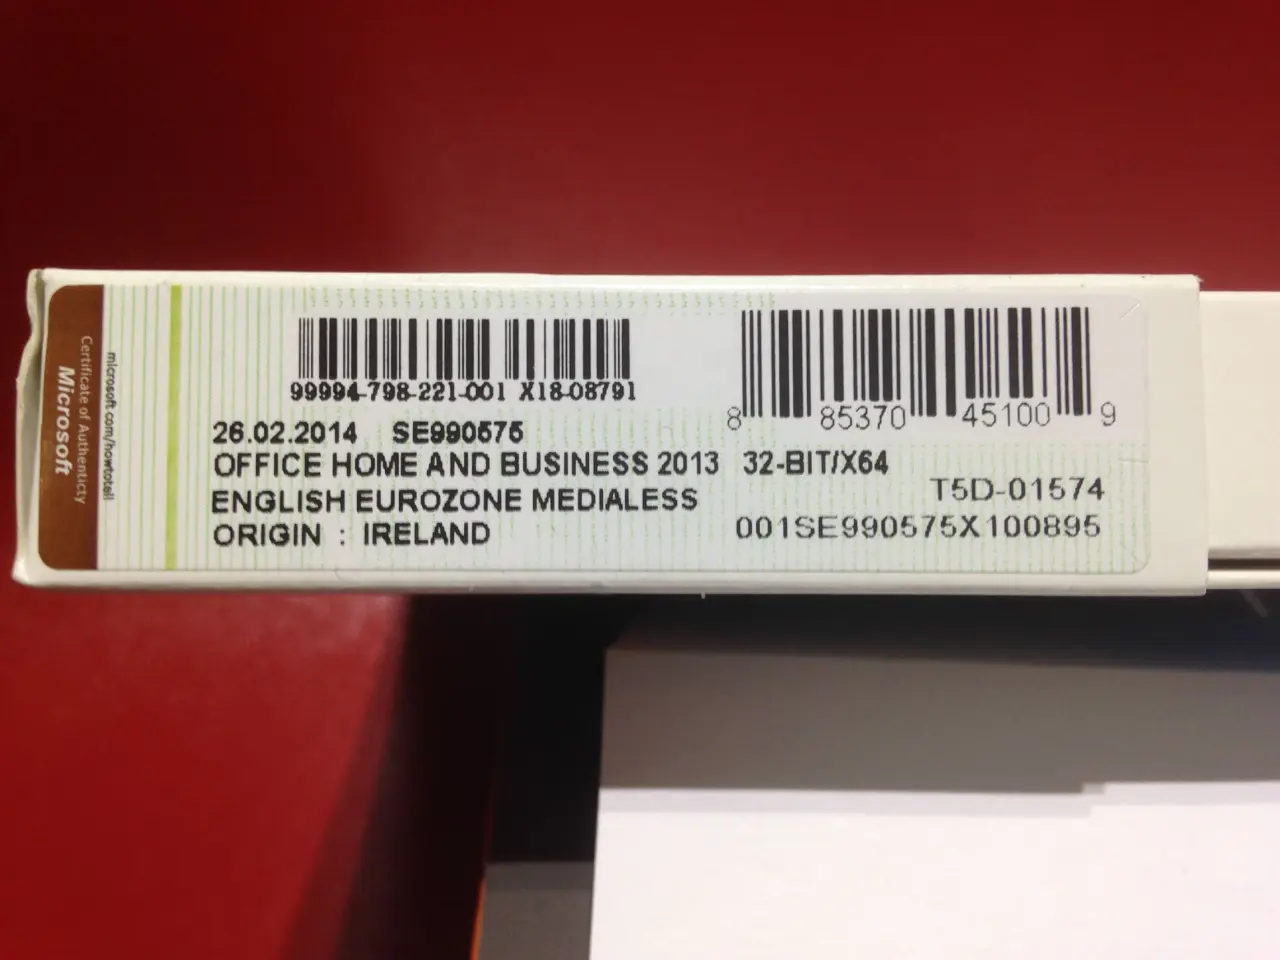 Microsoft
Certificate of Authenticty
microsoft.com/howtotell
99994-798-221-001 X18-08791
8 85370 45100 9
26.02.2014 SE990575
OFFICE HOME AND BUSINESS 2013 32-BIT/X64
T5D-01574
ENGLISH EUROZONE MEDIALESS
001SE990575X100895
ORIGIN : IRELAND